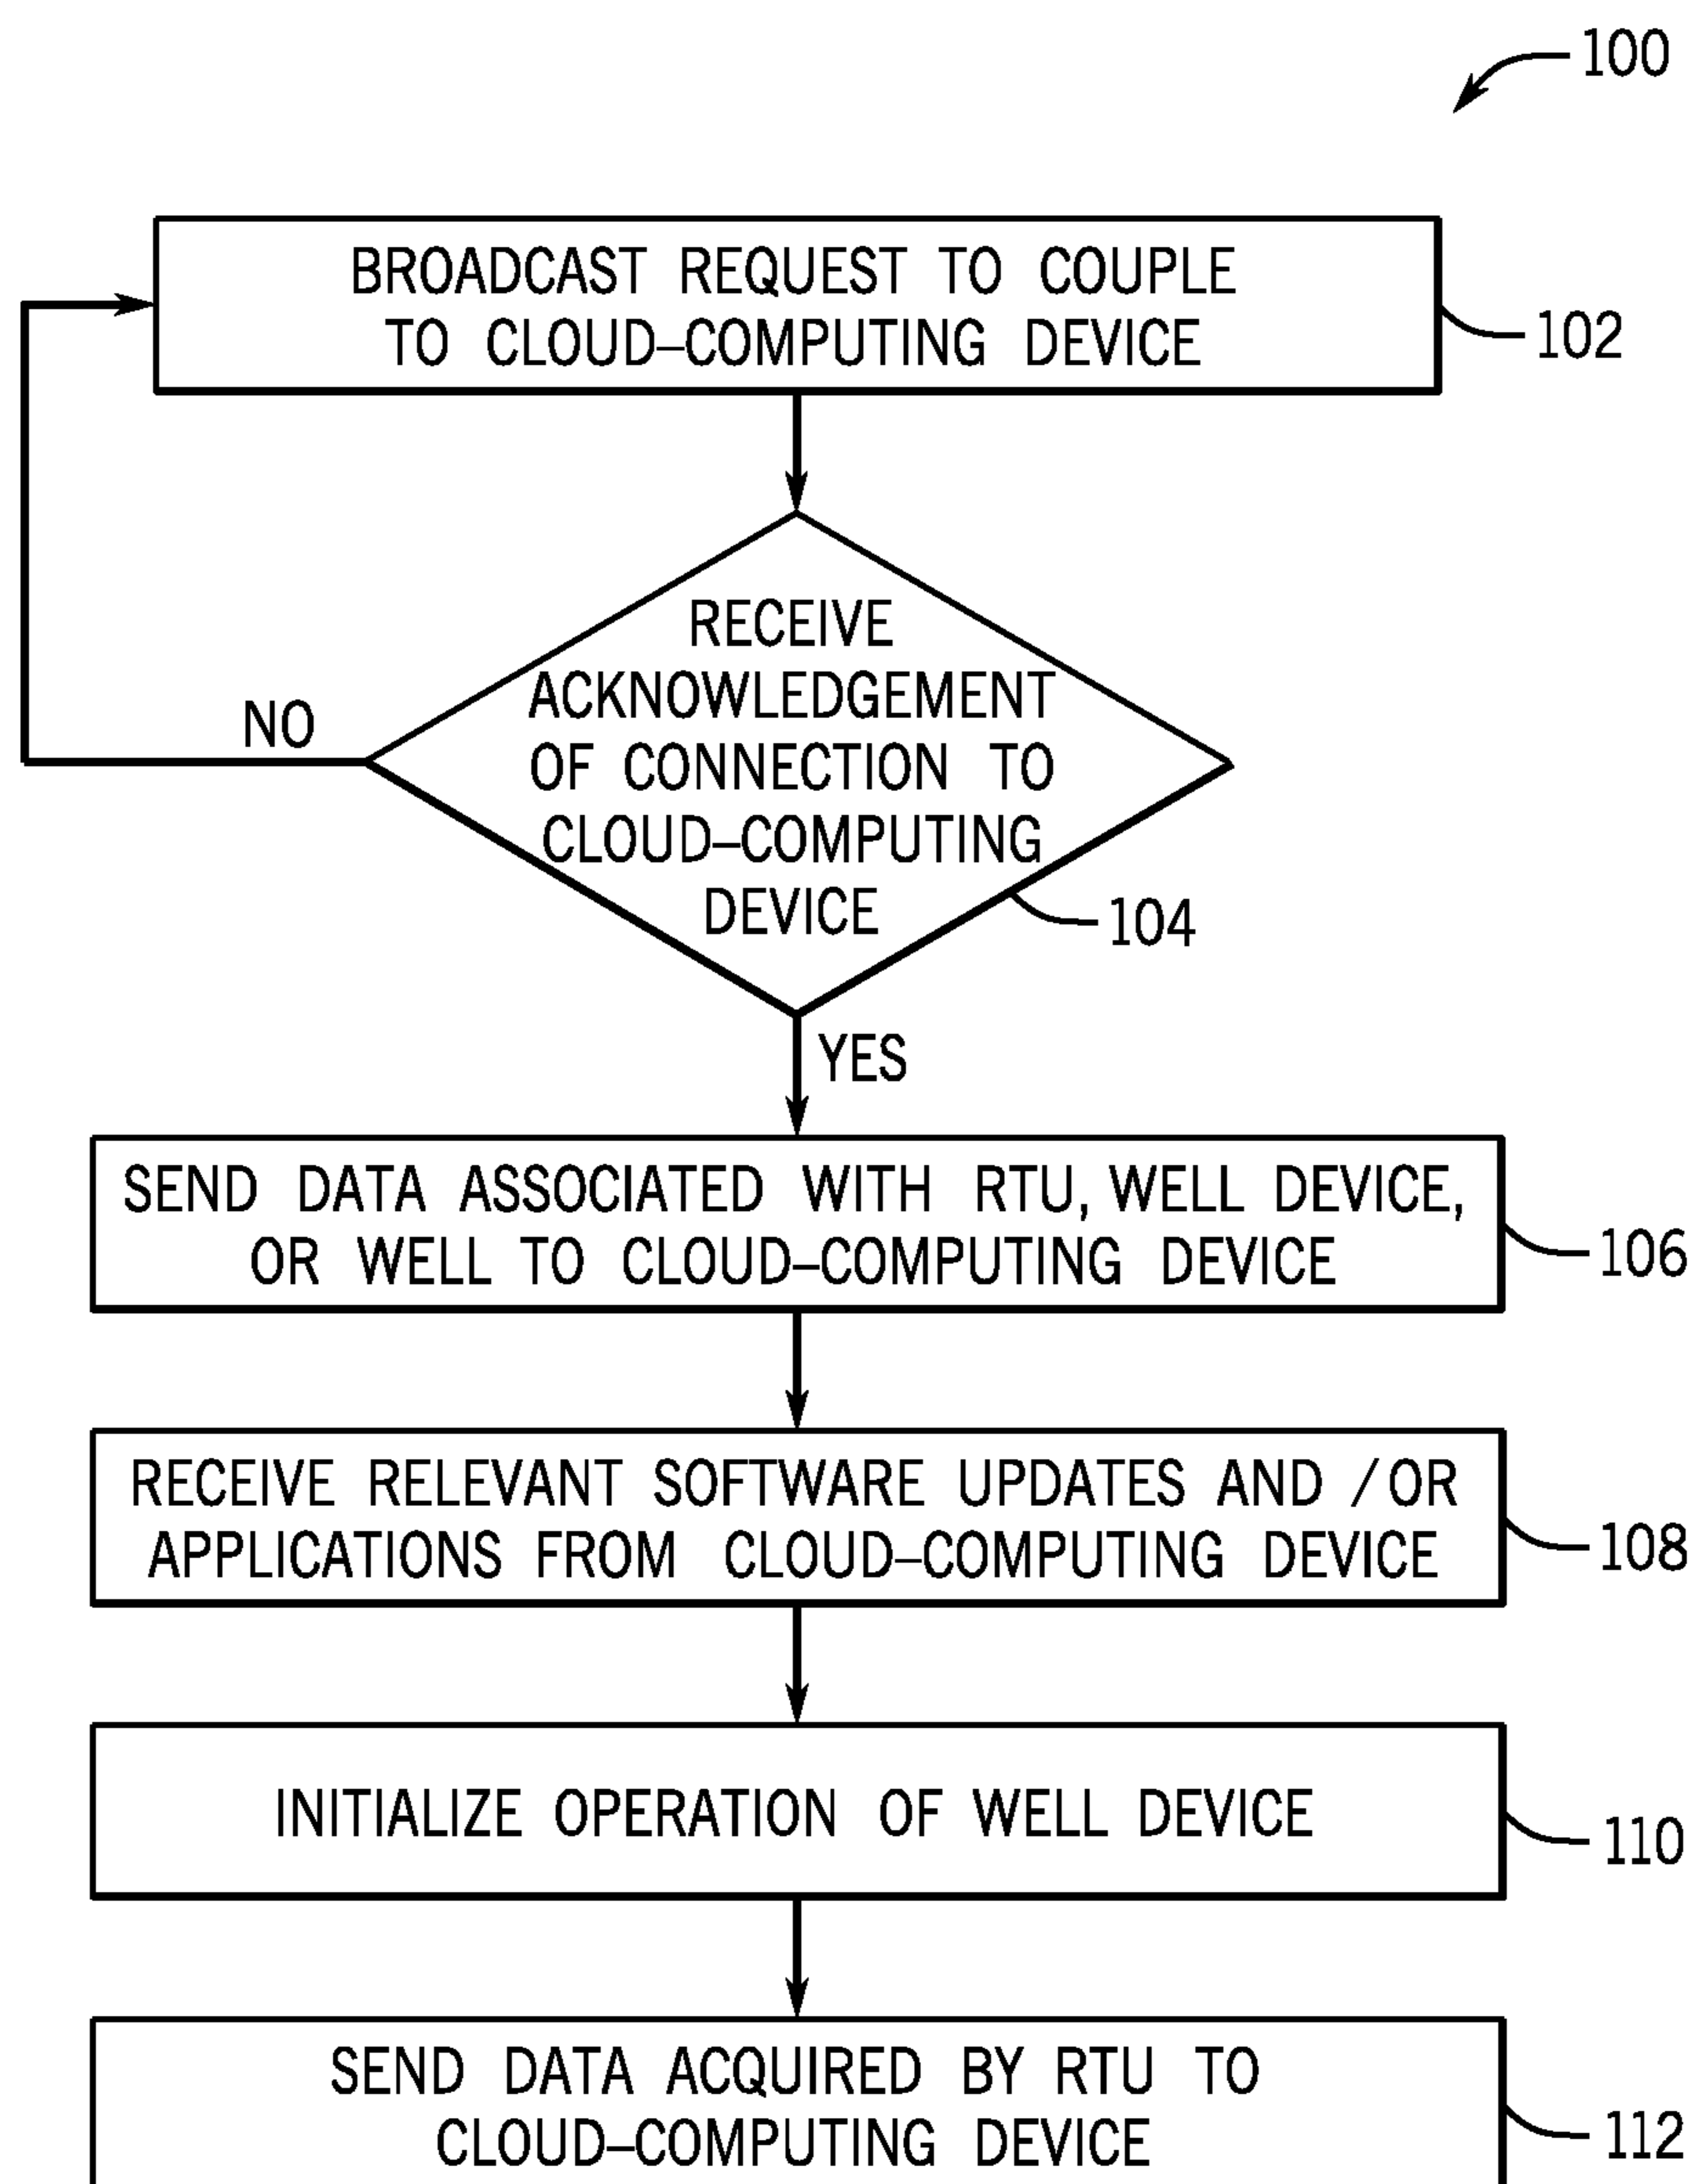 100
BROADCAST REQUEST TO COUPLE
TO CLOUD-COMPUTING DEVICE
102
RECEIVE
ACKNOWLEDGEMENT
OF CONNECTION TO
CLOUD-COMPUTING
DEVICE
NO
104
YES
SEND DATA ASSOCIATED WITH RTU, WELL DEVICE,
OR WELL TO CLOUD-COMPUTING DEVICE
106
RECEIVE RELEVANT SOFTWARE UPDATES AND /OR
APPLICATIONS FROM CLOUD-COMPUTING DEVICE
108
INITIALIZE OPERATION OF WELL DEVICE
110
SEND DATA ACQUIRED BY RTU TO
CLOUD-COMPUTING DEVICE
112